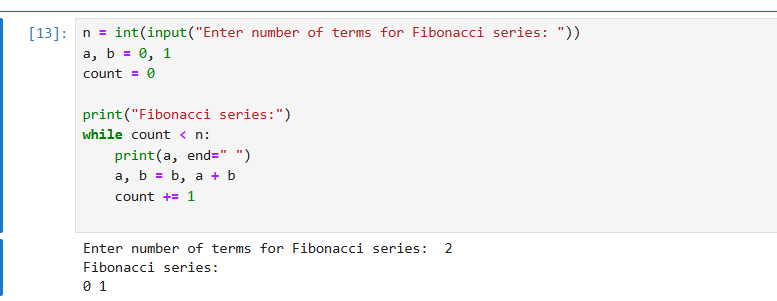 [13]: n = int(input("Enter number of terms for Fibonacci series: "))
a, b = 0, 1
count = 0
print("Fibonacci series:")
while count < n:
    print(a, end=" ")
    a, b = b, a + b
    count += 1
Enter number of terms for Fibonacci series:  2
Fibonacci series:
0 1